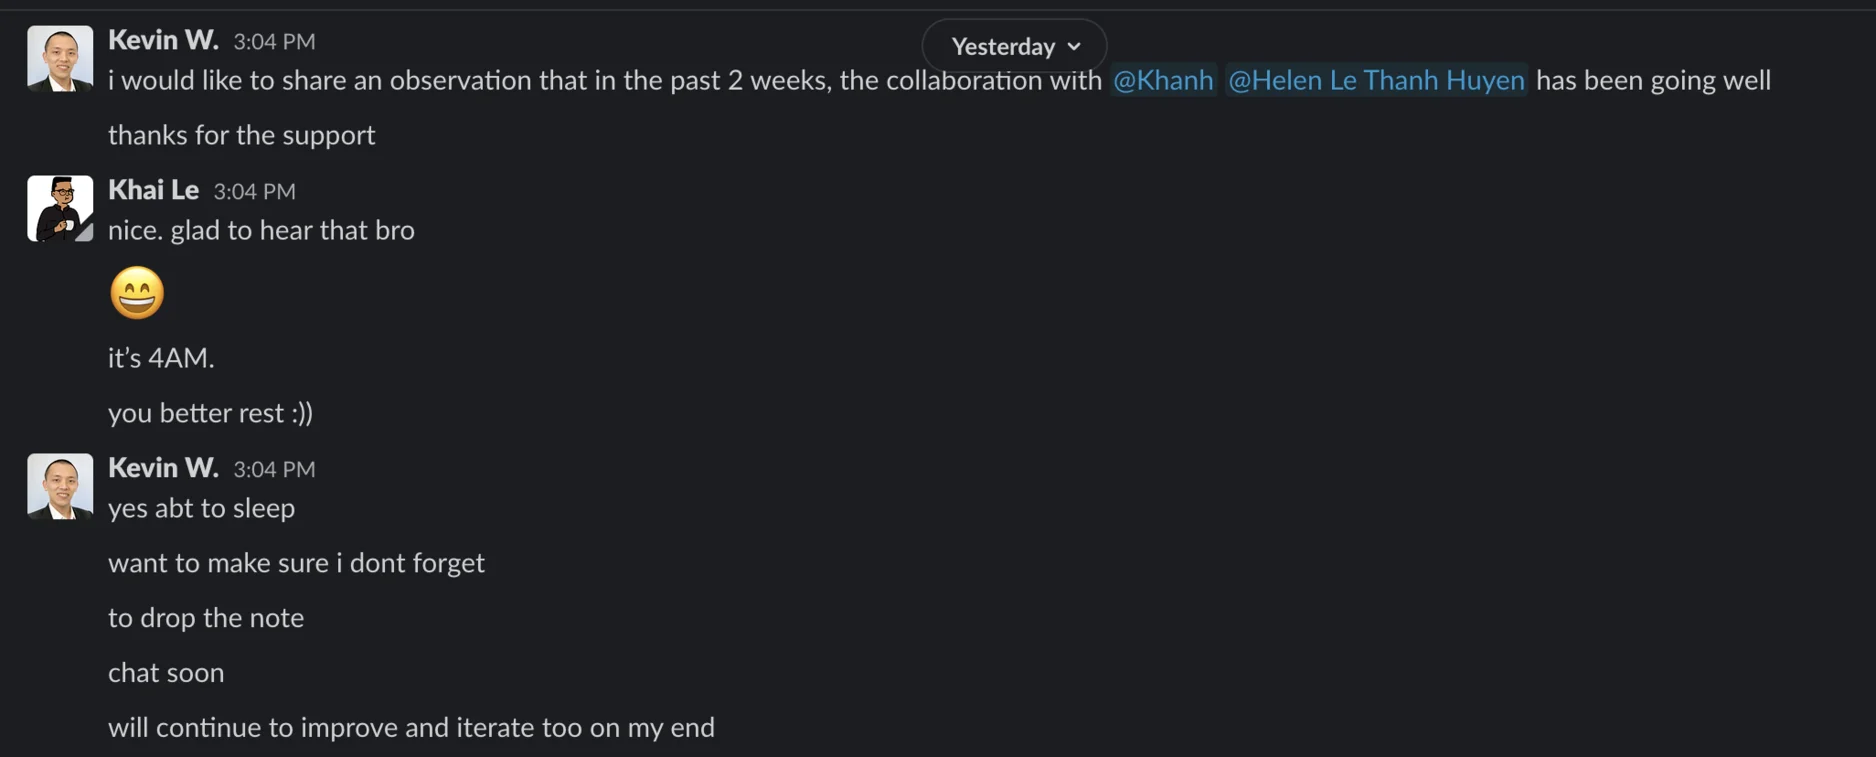 Kevin W. 3:04 PM
Yesterday
i would like to share an observation that in the past 2 weeks, the collaboration with @Khanh @Helen Le Thanh Huyen has been going well
thanks for the support
Khai Le 3:04 PM
nice. glad to hear that bro
it’s 4AM.
you better rest :))
Kevin W. 3:04 PM
yes abt to sleep
want to make sure i dont forget
to drop the note
chat soon
will continue to improve and iterate too on my end